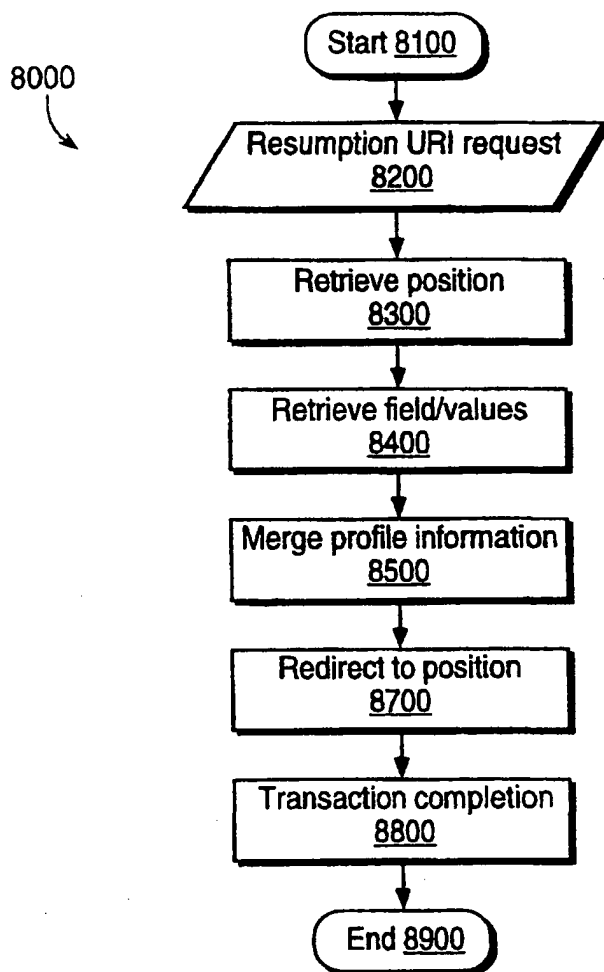 Start 8100
8000
Resumption URI request
8200
Retrieve position
8300
Retrieve field/values
8400
Merge profile information
8500
Redirect to position
8700
Transaction completion
8800
End 8900